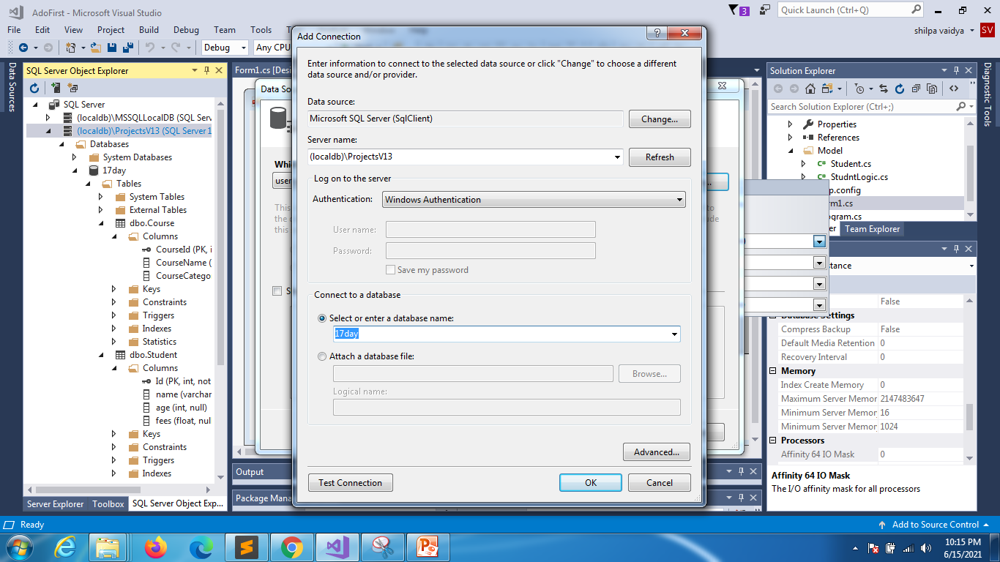 AdoFirst - Microsoft Visual Studio
3
Quick Launch (Ctrl+Q)
File Edit View Project Build Debug Team Tools
shilpa vaidya
SV
Debug
Any CPU
Data Sources
SQL Server Object Explorer
SQL Server
(localdb)\MSSQLLocalDB (SQL Serv
(localdb)\ProjectsV13 (SQL Server 1
Databases
System Databases
17day
Tables
System Tables
External Tables
dbo.Course
Columns
CourseId (PK, i
CourseName (
CourseCatego
Keys
Constraints
Triggers
Indexes
Statistics
dbo.Student
Columns
Id (PK, int, not
name (varchar
age (int, null)
fees (float, nul
Keys
Constraints
Triggers
Indexes
Server Explorer Toolbox SQL Server Object Exp...
Form1.cs [Des
Data So
Whic
user
This
the c
this
to
de
S
Output
Package Mana
Add Connection
Enter information to connect to the selected data source or click "Change" to choose a different
data source and/or provider.
Data source:
Microsoft SQL Server (SqlClient)
Change...
Server name:
(localdb)\ProjectsV13
Refresh
Log on to the server
Authentication:
Windows Authentication
User name:
Password:
Save my password
Connect to a database
Select or enter a database name:
17day
Attach a database file:
Browse...
Logical name:
Advanced...
Test Connection
OK
Cancel
Solution Explorer
Search Solution Explorer (Ctrl+;)
Properties
References
Model
Student.cs
StudntLogic.cs
p.config
rm1.cs
ogram.cs
er Team Explorer
stance
False
Database Settings
Compress Backup False
Default Media Retention 0
Recovery Interval 0
Memory
Index Create Memory 0
Maximum Server Memor 2147483647
Minimum Server Memor 16
Minimum Server Memor 1024
Processors
Affinity 64 IO Mask 0
Affinity 64 IO Mask
The I/O affinity mask for all processors
Diagnostic Tools
Ready
Add to Source Control
10:15 PM
6/15/2021